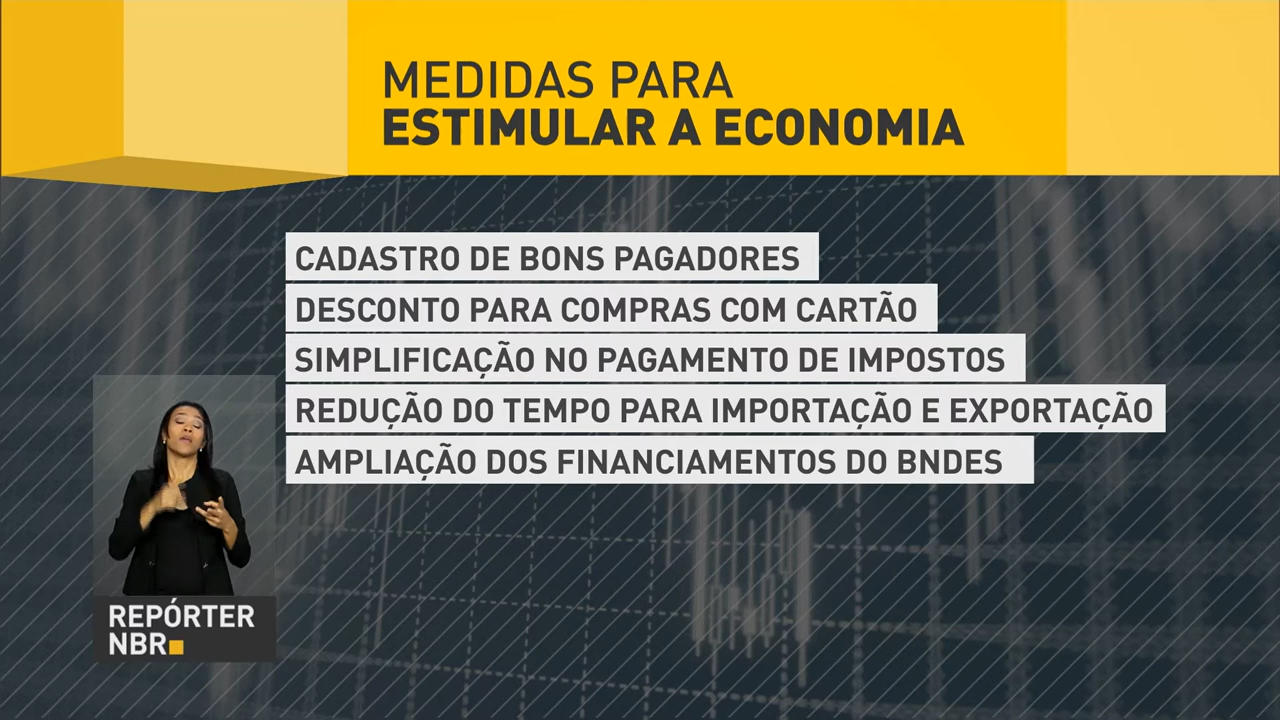 MEDIDAS PARA
ESTIMULAR A ECONOMIA
CADASTRO DE BONS PAGADORES
DESCONTO PARA COMPRAS COM CARTÃO
SIMPLIFICAÇÃO NO PAGAMENTO DE IMPOSTOS
REDUÇÃO DO TEMPO PARA IMPORTAÇÃO E EXPORTAÇÃO
AMPLIAÇÃO DOS FINANCIAMENTOS DO BNDES
REPÓRTER
NBR